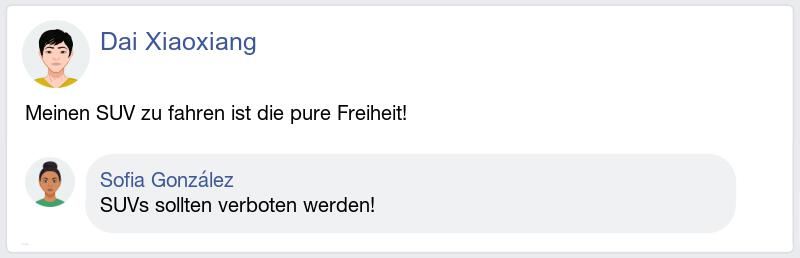 Dai Xiaoxiang
Meinen SUV zu fahren ist die pure Freiheit!
Sofia González
SUVs sollten verboten werden!